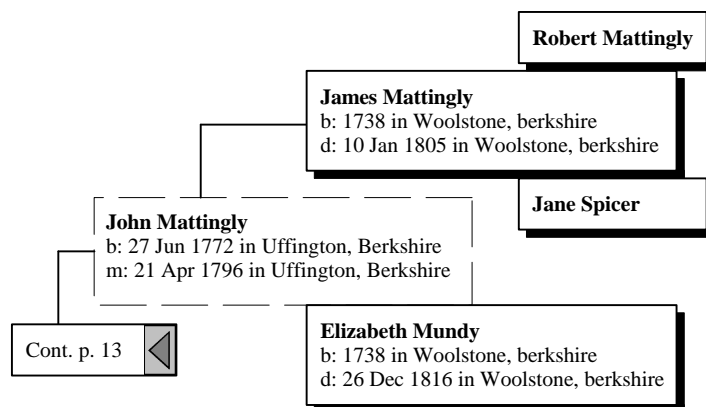 Robert Mattingly
James Mattingly
b: 1738 in Woolstone, berkshire
d: 10 Jan 1805 in Woolstone, berkshire
Jane Spicer
John Mattingly
b: 27 Jun 1772 in Uffington, Berkshire
m: 21 Apr 1796 in Uffington, Berkshire
Elizabeth Mundy
b: 1738 in Woolstone, berkshire
d: 26 Dec 1816 in Woolstone, berkshire
Cont. p. 13